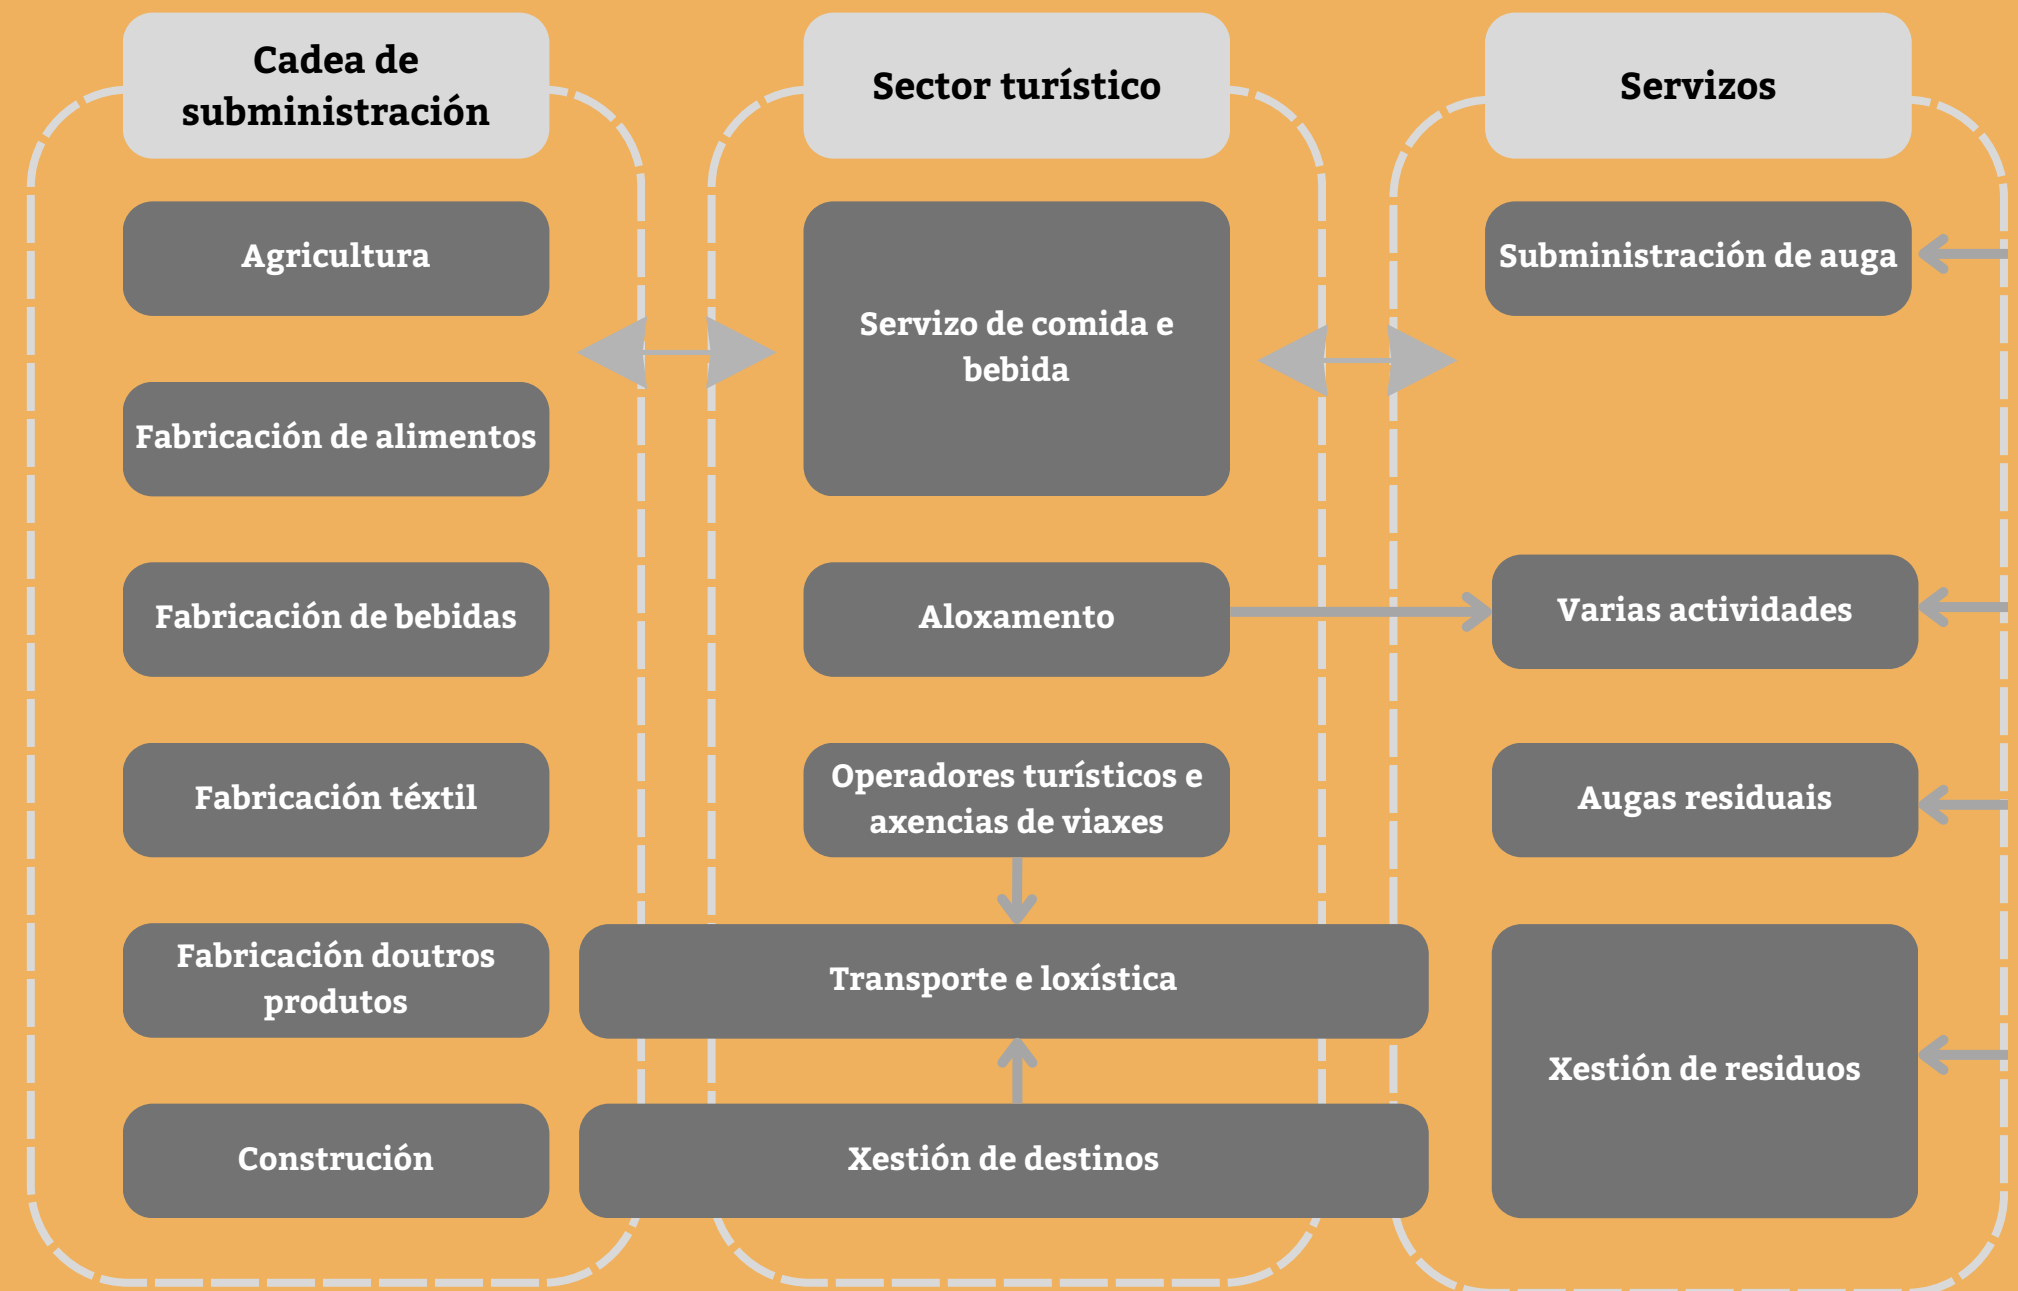 Cadea de
subministración
Agricultura
Fabricación de alimentos
Fabricación de bebidas
Fabricación téxtil
Fabricación doutros
produtos
Construción
Sector turístico
Servizo de comida e
bebida
Aloxamento
Operadores turísticos e
axencias de viaxes
Transporte e loxística
Xestión de destinos
Servizos
Subministración de auga
Varias actividades
Augas residuais
Xestión de residuos